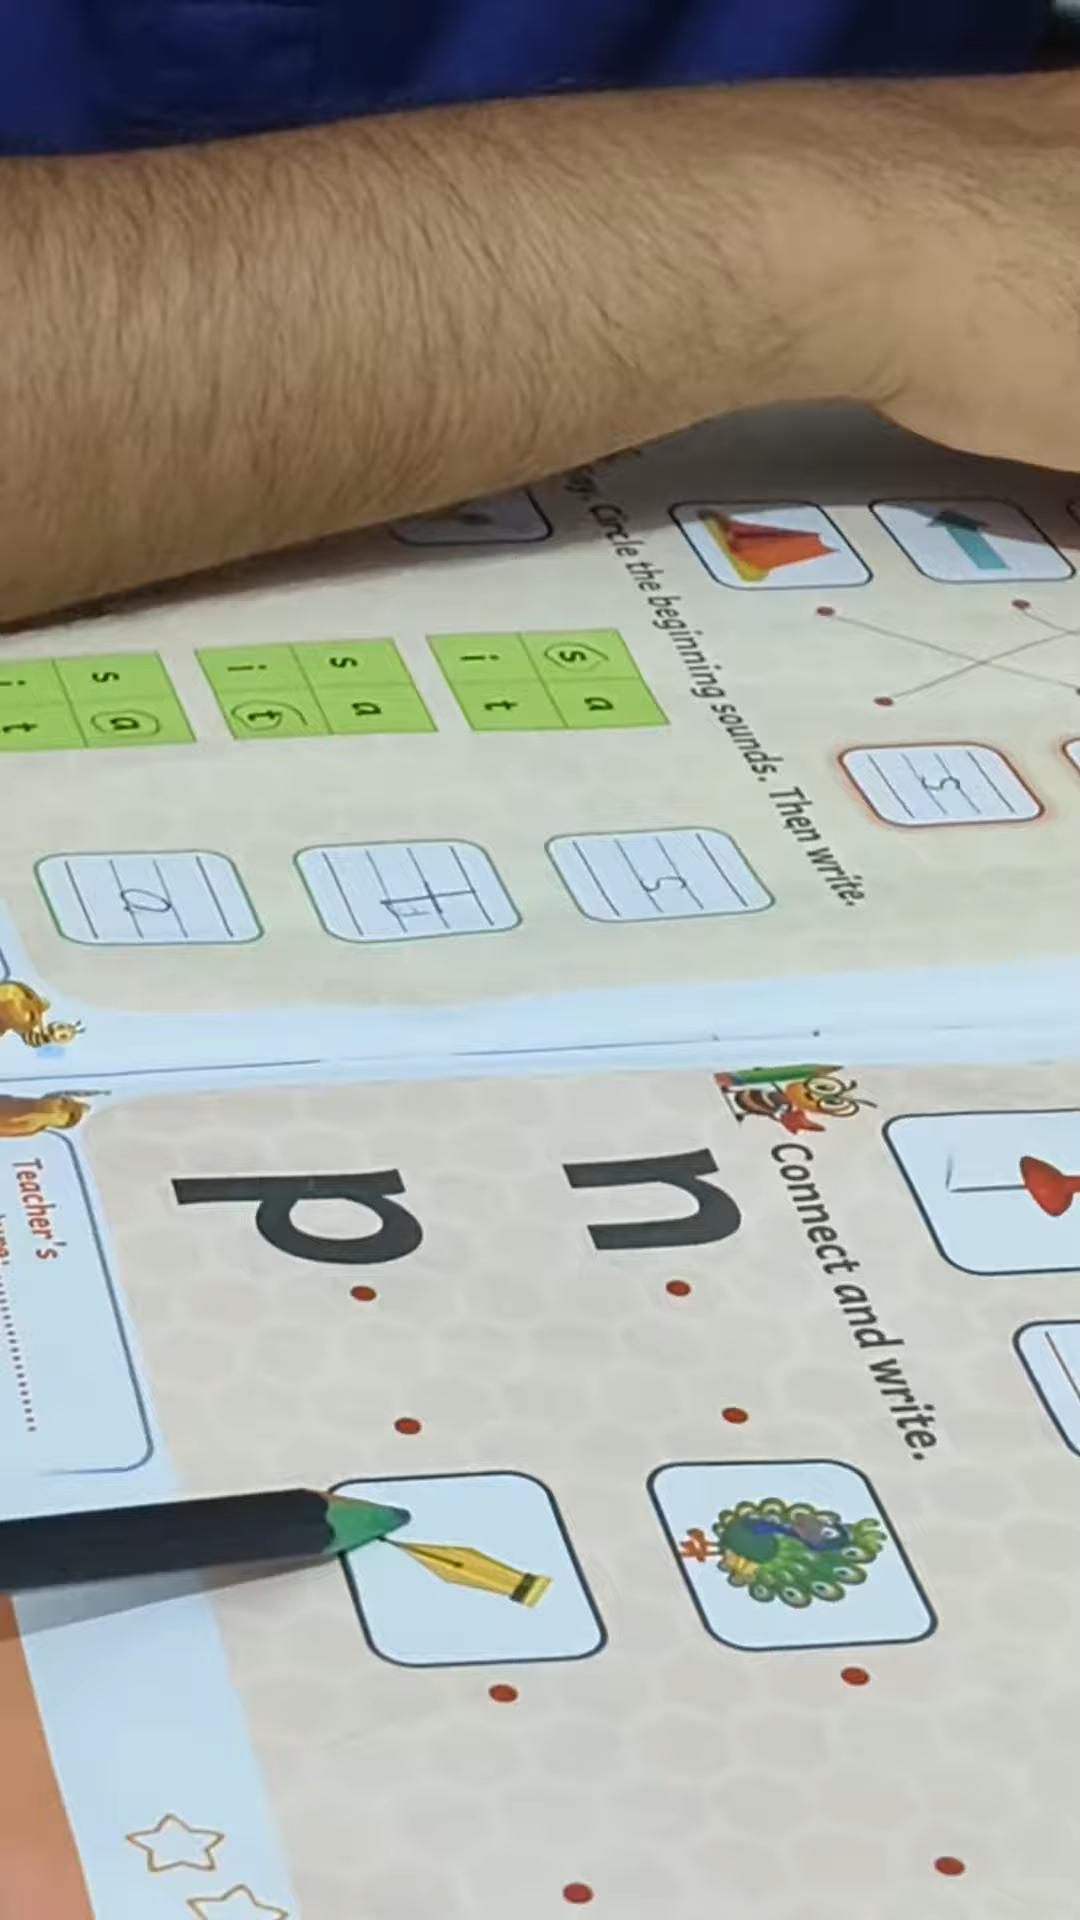 Circle the beginning sounds. Then write.
s
s a
i t
s
s a
i t
t
s a
i t
a
Connect and write.
n
p
Teacher's